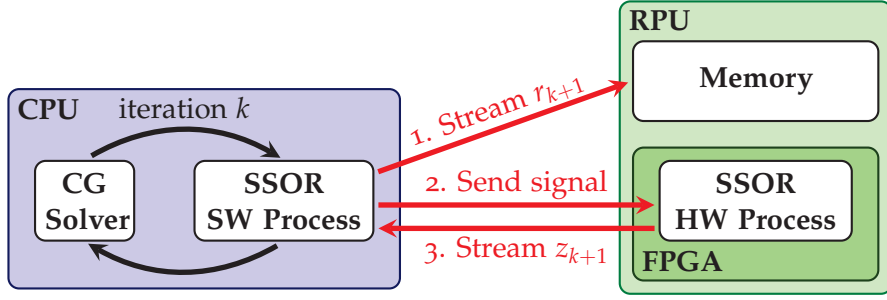 RPU
Memory
CPU
iteration k
1. Stream r_{k+1}
CG
Solver
SSOR
SW Process
2. Send signal
SSOR
HW Process
3. Stream z_{k+1}
FPGA